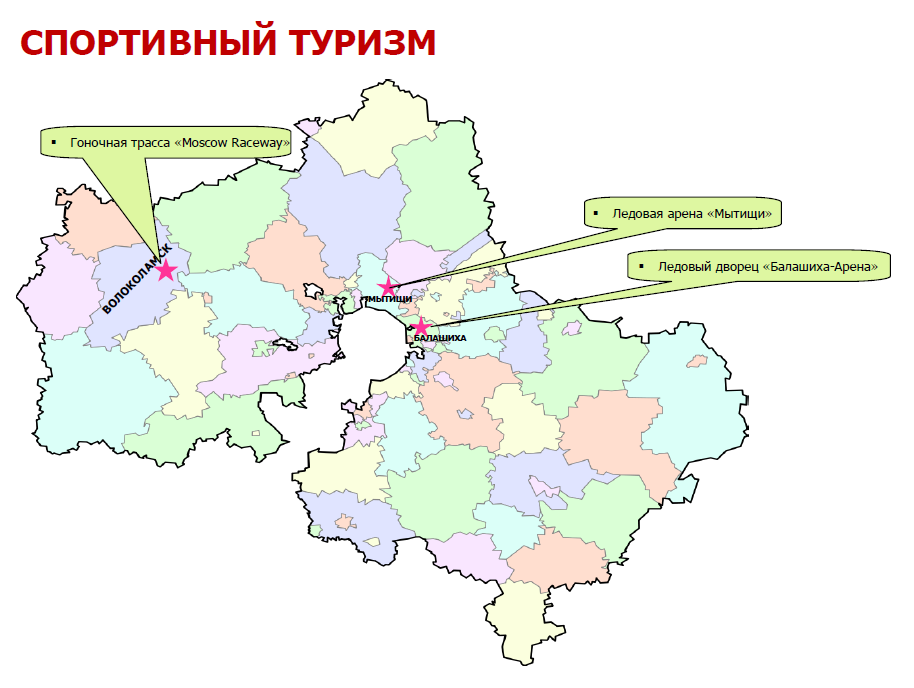 СПОРТИВНЫЙ ТУРИЗМ
▪ Гоночная трасса «Moscow Raceway»
▪ Ледовая арена «Мытищи»
▪ Ледовый дворец «Балашиха-Арена»
ВОЛОКОЛАМСК
МЫТИЩИ
БАЛАШИХА